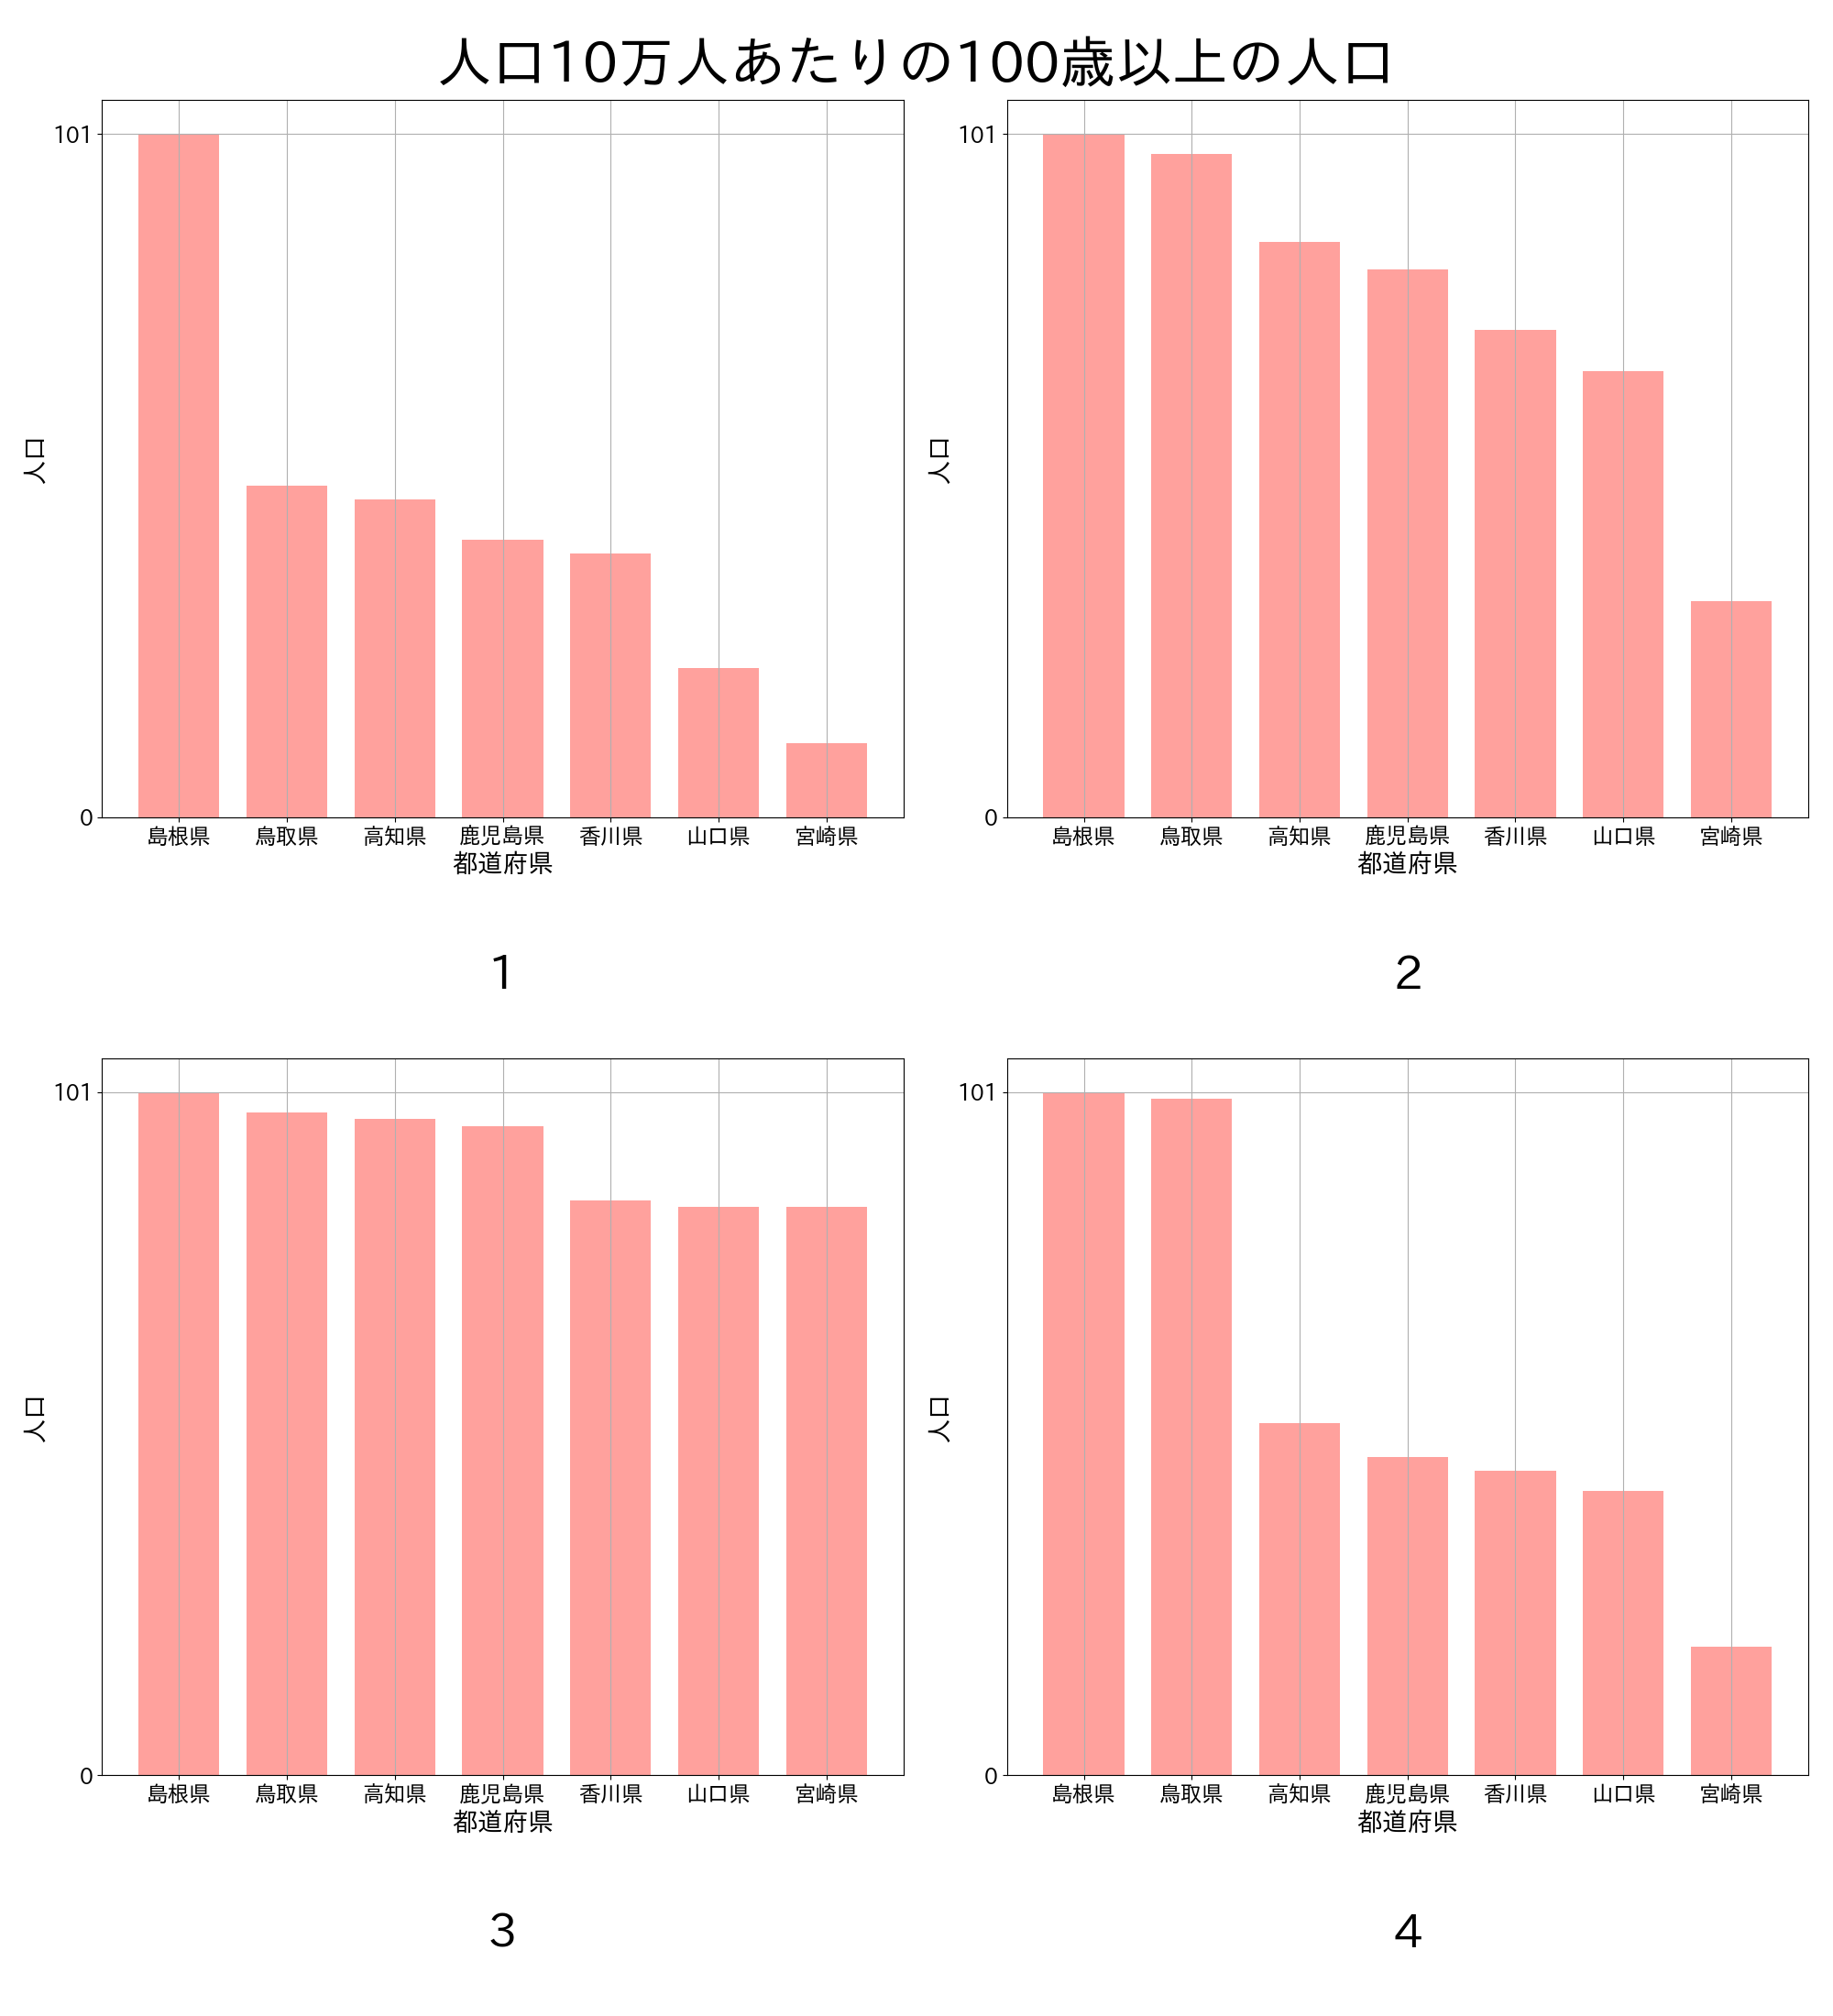 人口10万人あたりの100歳以上の人口
101
0
人口
島根県 鳥取県 高知県 鹿児島県 香川県 山口県 宮崎県
都道府県
1
101
0
人口
島根県 鳥取県 高知県 鹿児島県 香川県 山口県 宮崎県
都道府県
2
101
0
人口
島根県 鳥取県 高知県 鹿児島県 香川県 山口県 宮崎県
都道府県
3
101
0
人口
島根県 鳥取県 高知県 鹿児島県 香川県 山口県 宮崎県
都道府県
4